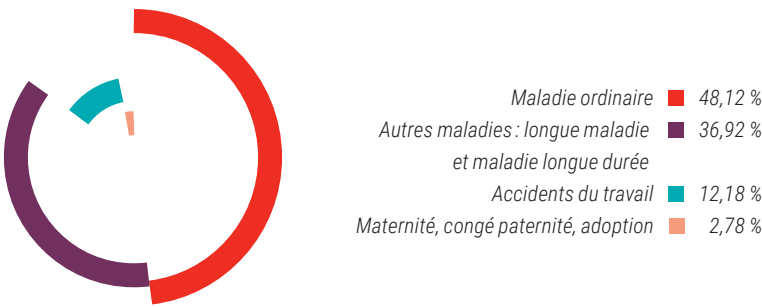 Maladie ordinaire 48,12 %
Autres maladies : longue maladie 36,92 %
et maladie longue durée
Accidents du travail 12,18 %
Maternité, congé paternité, adoption 2,78 %